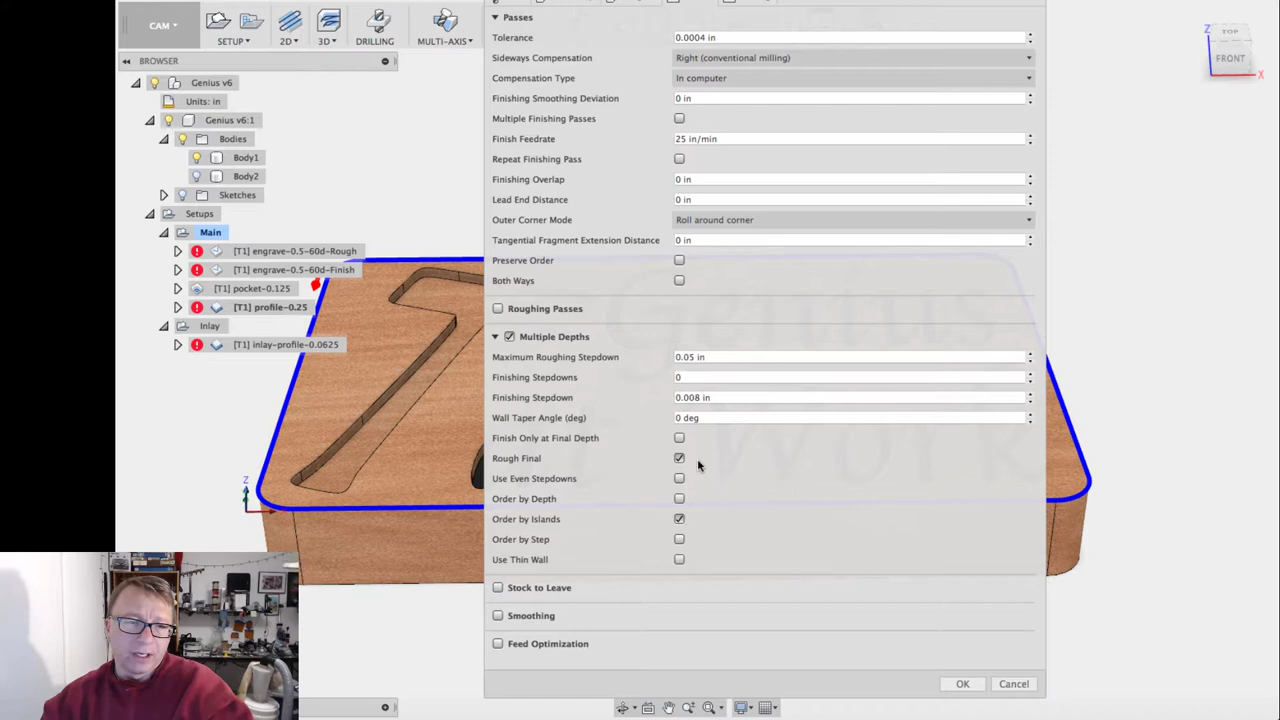 CAM
SETUP
2D
3D
DRILLING
MULTI-AXIS
BROWSER
Genius v6
Units: in
Genius v6:1
Bodies
Body1
Body2
Sketches
Setups
Main
[T1] engrave-0.5-60d-Rough
[T1] engrave-0.5-60d-Finish
[T1] pocket-0.125
[T1] profile-0.25
Inlay
[T1] inlay-profile-0.0625
Passes
Tolerance 0.0004 in
Sideways Compensation Right (conventional milling)
Compensation Type In computer
Finishing Smoothing Deviation 0 in
Multiple Finishing Passes
Finish Feedrate 25 in/min
Repeat Finishing Pass
Finishing Overlap 0 in
Lead End Distance 0 in
Outer Corner Mode Roll around corner
Tangential Fragment Extension Distance 0 in
Preserve Order
Both Ways
Roughing Passes
Multiple Depths
Maximum Roughing Stepdown 0.05 in
Finishing Stepdowns 0
Finishing Stepdown 0.008 in
Wall Taper Angle (deg) 0 deg
Finish Only at Final Depth
Rough Final
Use Even Stepdowns
Order by Depth
Order by Islands
Order by Step
Use Thin Wall
Stock to Leave
Smoothing
Feed Optimization
OK Cancel
Z
TOP
FRONT
X
Z